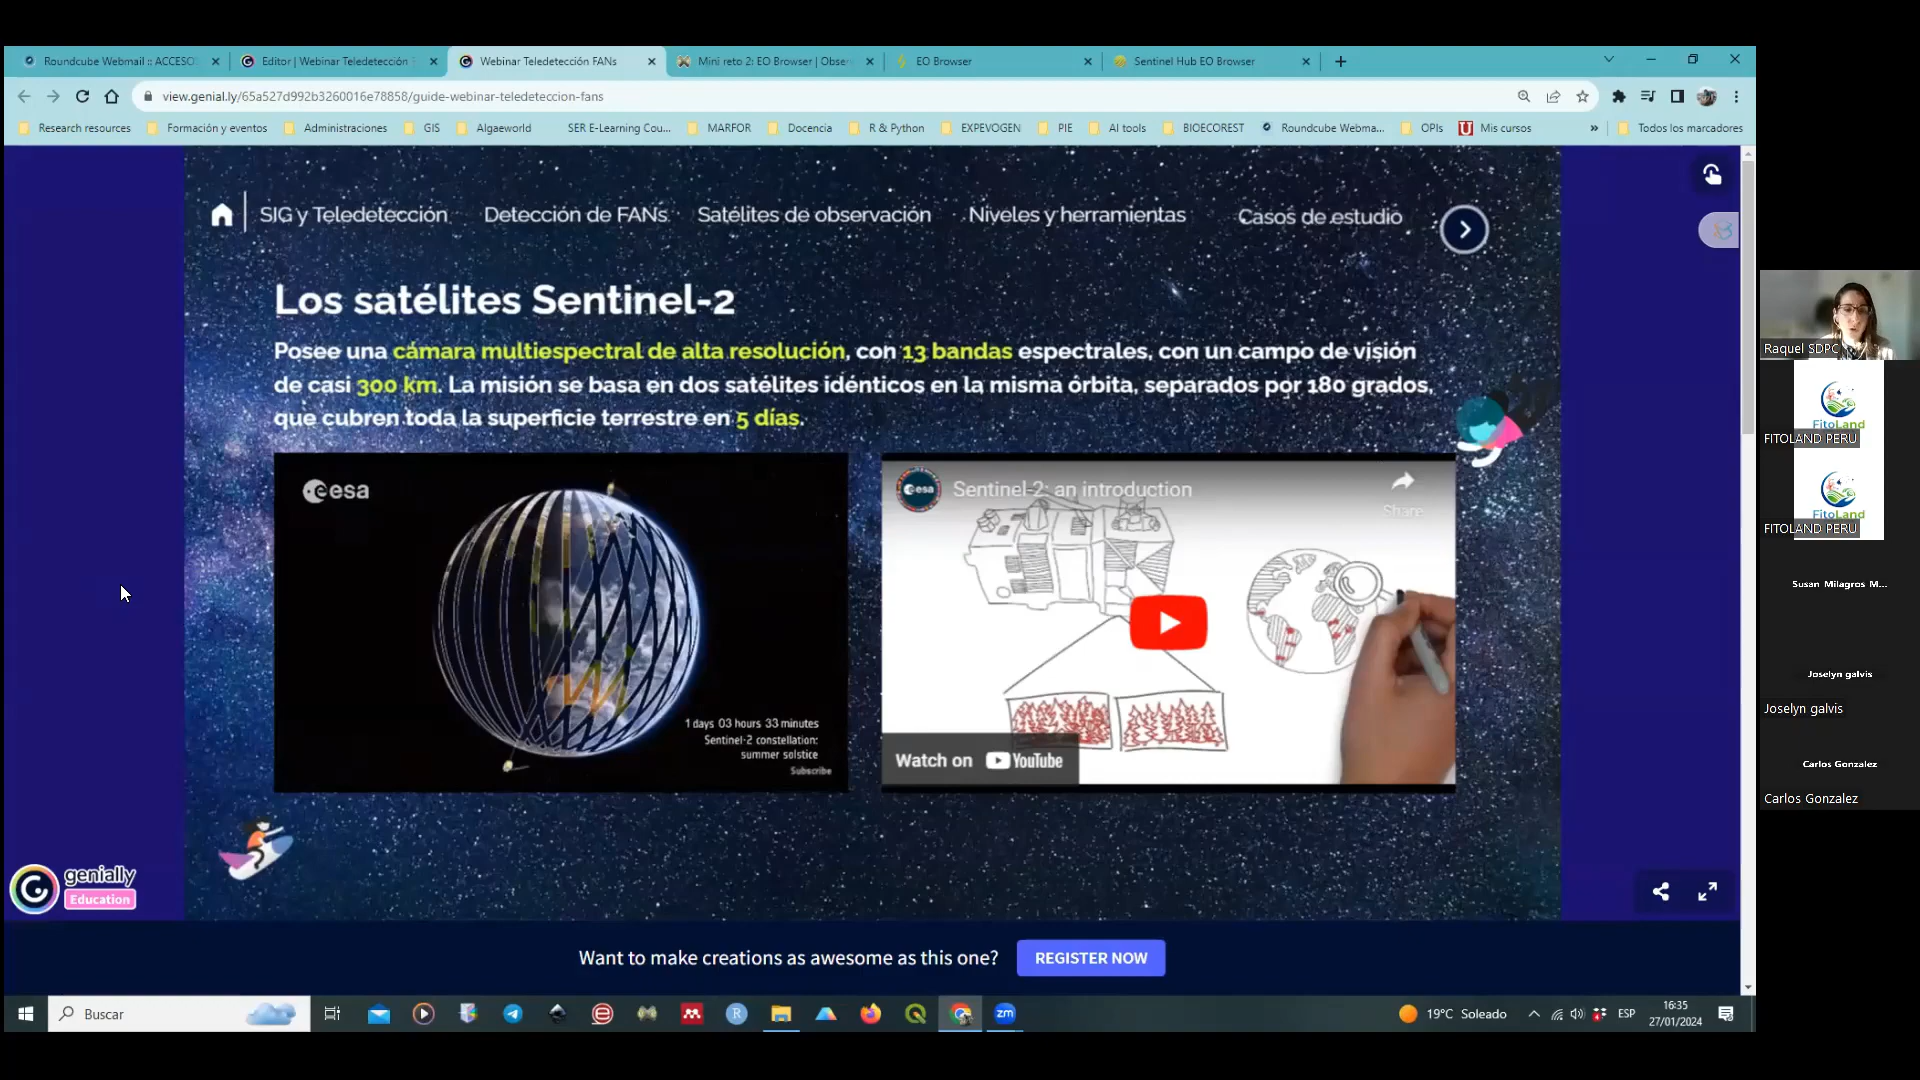 Roundcube Webmail :: ACCESO
Editor | Webinar Teledetección
Webinar Teledetección FANs
Mini reto 2: EO Browser | Obser
EO Browser
Sentinel Hub EO Browser
view.genial.ly/65a527d992b3260016e78858/guide-webinar-teledeteccion-fans
Research resources
Formación y eventos
Administraciones
GIS
Algaeworld
SER E-Learning Cou...
MARFOR
Docencia
R & Python
EXPEVOGEN
PIE
AI tools
BIOECOREST
Roundcube Webma...
OPIs
Mis cursos
»
Todos los marcadores
SIG y Teledetección
Detección de FANs
Satélites de observación
Niveles y herramientas
Casos de estudio
Los satélites Sentinel-2
Posee una cámara multiespectral de alta resolución, con 13 bandas espectrales, con un campo de visión
de casi 300 km. La misión se basa en dos satélites idénticos en la misma órbita, separados por 180 grados,
que cubren toda la superficie terrestre en 5 días.
esa
1 days 03 hours 33 minutes
Sentinel-2 constellation:
summer solstice
Subscribe
esa
Sentinel-2: an introduction
Share
Watch on YouTube
genially
Education
Want to make creations as awesome as this one?
REGISTER NOW
Buscar
zm
19°C Soleado
ESP
16:35
27/01/2024
Raquel SDPC
FitoLand
FITOLAND PERU
FitoLand
FITOLAND PERU
Susan Milagros M...
Joselyn galvis
Joselyn galvis
Carlos Gonzalez
Carlos Gonzalez